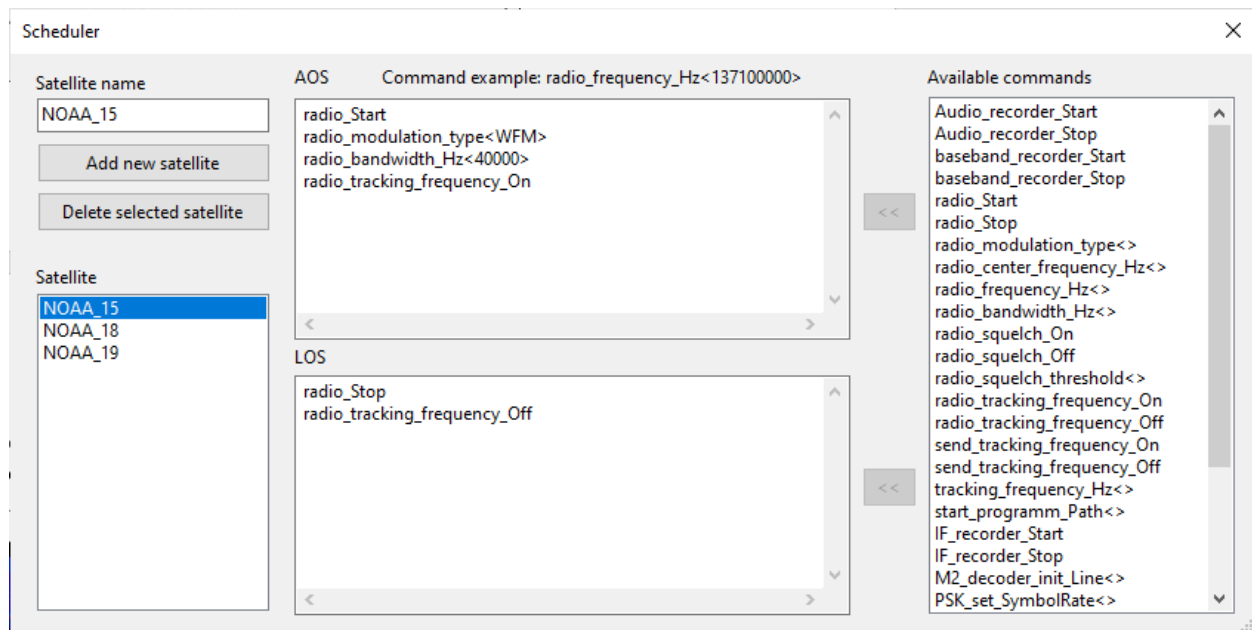 Scheduler
Satellite name
NOAA_15
Add new satellite
Delete selected satellite
Satellite
NOAA_15
NOAA_18
NOAA_19
AOS Command example: radio_frequency_Hz<137100000>
radio_Start
radio_modulation_type<WFM>
radio_bandwidth_Hz<40000>
radio_tracking_frequency_On
LOS
radio_Stop
radio_tracking_frequency_Off
<<
<<
Available commands
Audio_recorder_Start
Audio_recorder_Stop
baseband_recorder_Start
baseband_recorder_Stop
radio_Start
radio_Stop
radio_modulation_type<>
radio_center_frequency_Hz<>
radio_frequency_Hz<>
radio_bandwidth_Hz<>
radio_squelch_On
radio_squelch_Off
radio_squelch_threshold<>
radio_tracking_frequency_On
radio_tracking_frequency_Off
send_tracking_frequency_On
send_tracking_frequency_Off
tracking_frequency_Hz<>
start_programm_Path<>
IF_recorder_Start
IF_recorder_Stop
M2_decoder_init_Line<>
PSK_set_SymbolRate<>